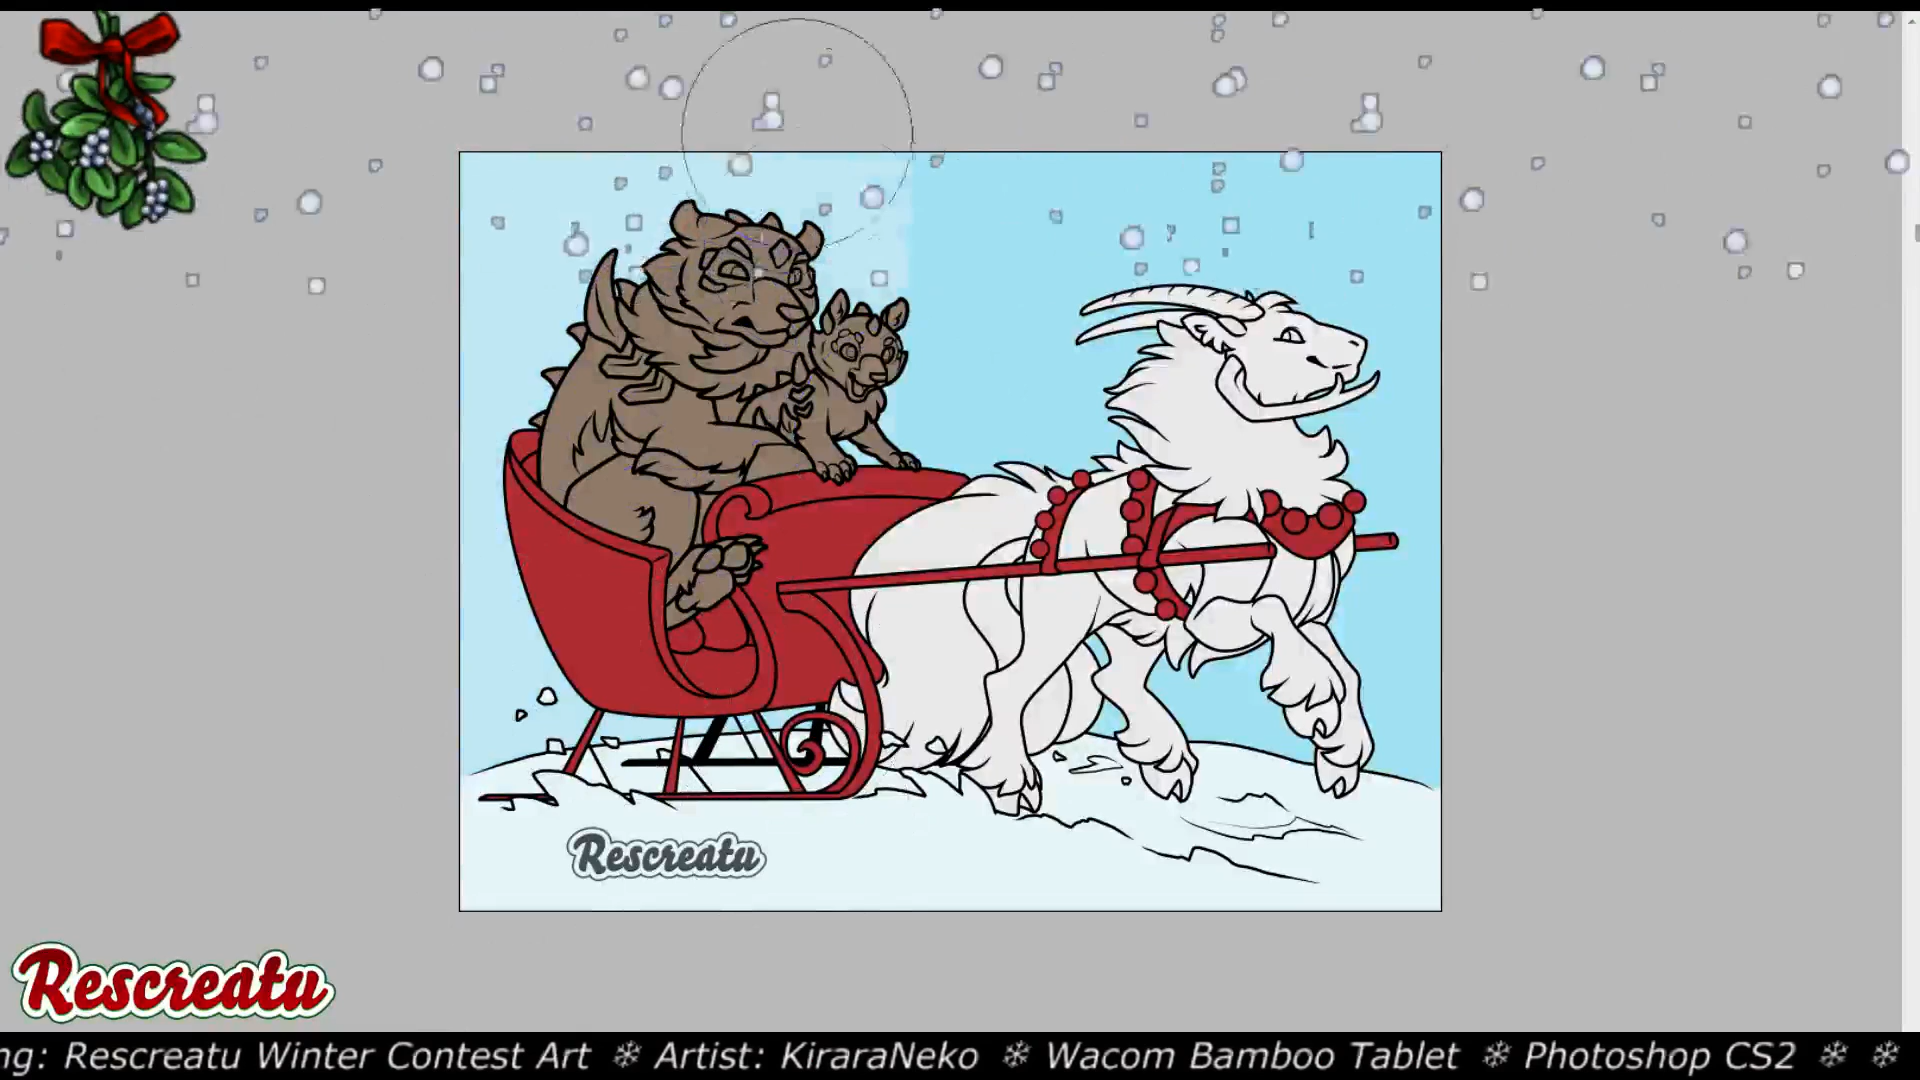 Rescreatu
Rescreatu
ng: Rescreatu Winter Contest Art ❄ Artist: KiraraNeko ❄ Wacom Bamboo Tablet ❄ Photoshop CS2 ❄ ❄